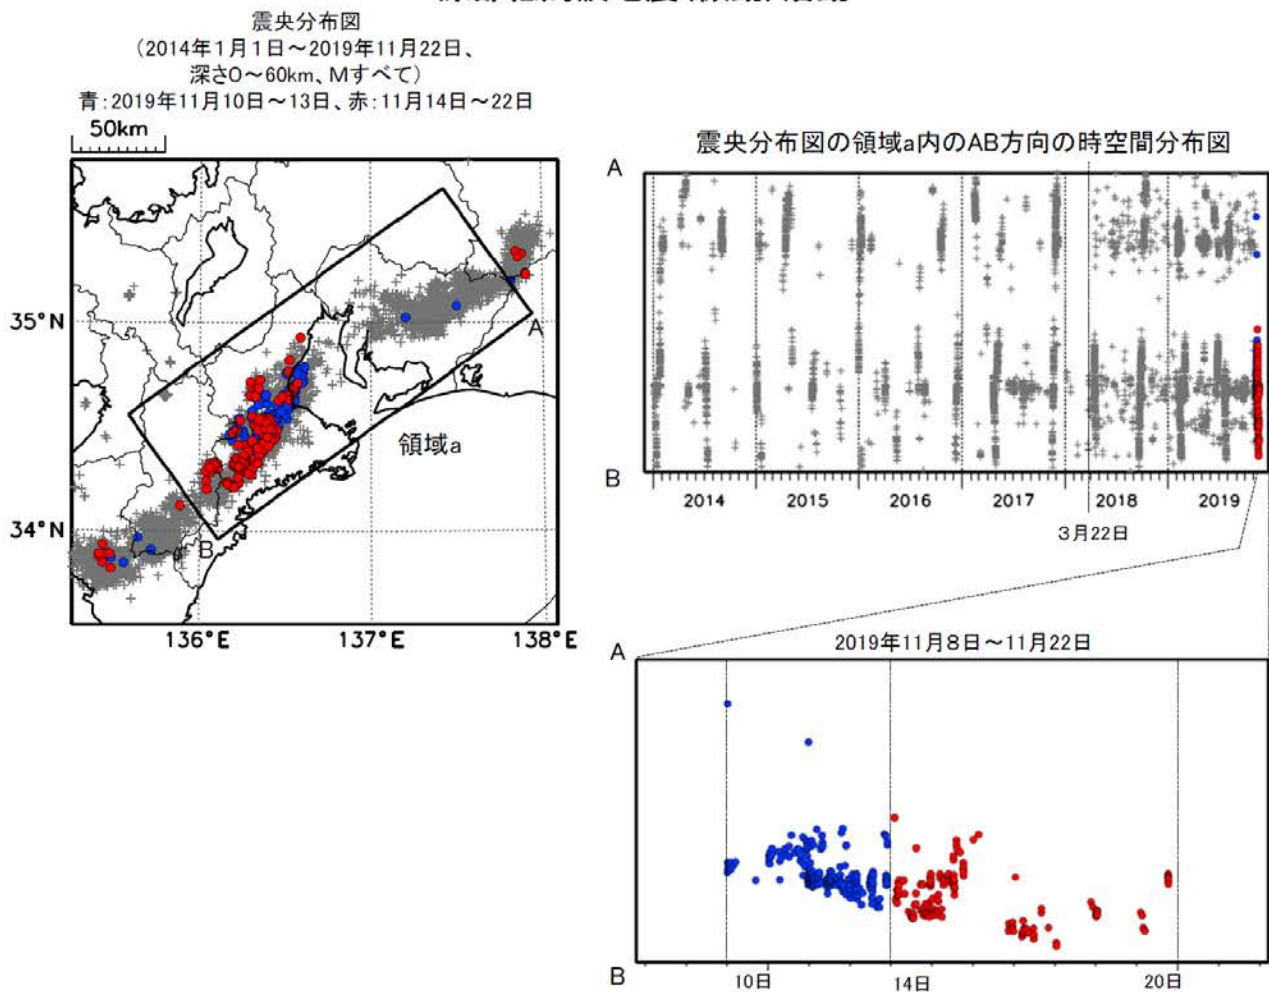 震央分布図
（2014年1月1日～2019年11月22日、
深さ0～60km、Mすべて）
青：2019年11月10日～13日、赤：11月14日～22日
50km
35°N
34°N
136°E
137°E
138°E
A
領域a
B
震央分布図の領域a内のAB方向の時空間分布図
A
B
2014
2015
2016
2017
2018
2019
3月22日
2019年11月8日～11月22日
A
B
10日
14日
20日